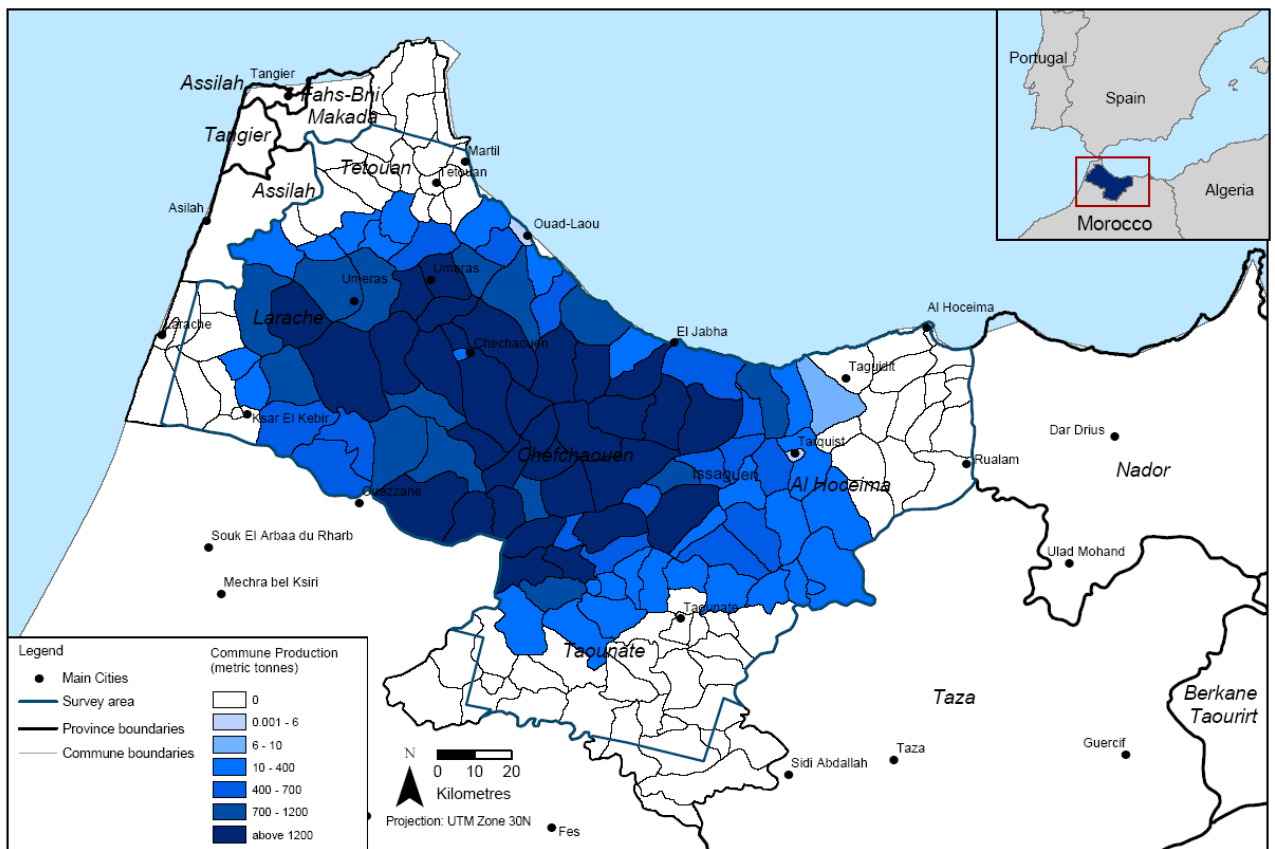 Portugal
Spain
Algeria
Morocco
Assilah
Tangier
Fahs-Bni
Makada
Tangier
Martil
Tetouan
Tetouan
Assilah
Asilah
Ouad-Laou
Umeras
Umeras
Larache
Larache
Al Hoceima
El Jabha
Chechaouen
Taguidit
Ksar El Kebir
Dar Drius
Tarquist
Chefchaouen
Rualam
Nador
Issaguen
Al Hoceima
Ouezzane
Souk El Arbaa du Rharb
Ulad Mohand
Mechra bel Ksiri
Taounate
Taounate
Taza
Berkane
Taourirt
Taza
Guercif
Sidi Abdallah
Fes
Legend
Main Cities
Survey area
Province boundaries
Commune boundaries
Commune Production
(metric tonnes)
0
0.001 - 6
6 - 10
10 - 400
400 - 700
700 - 1200
above 1200
N
0 10 20
Kilometres
Projection: UTM Zone 30N